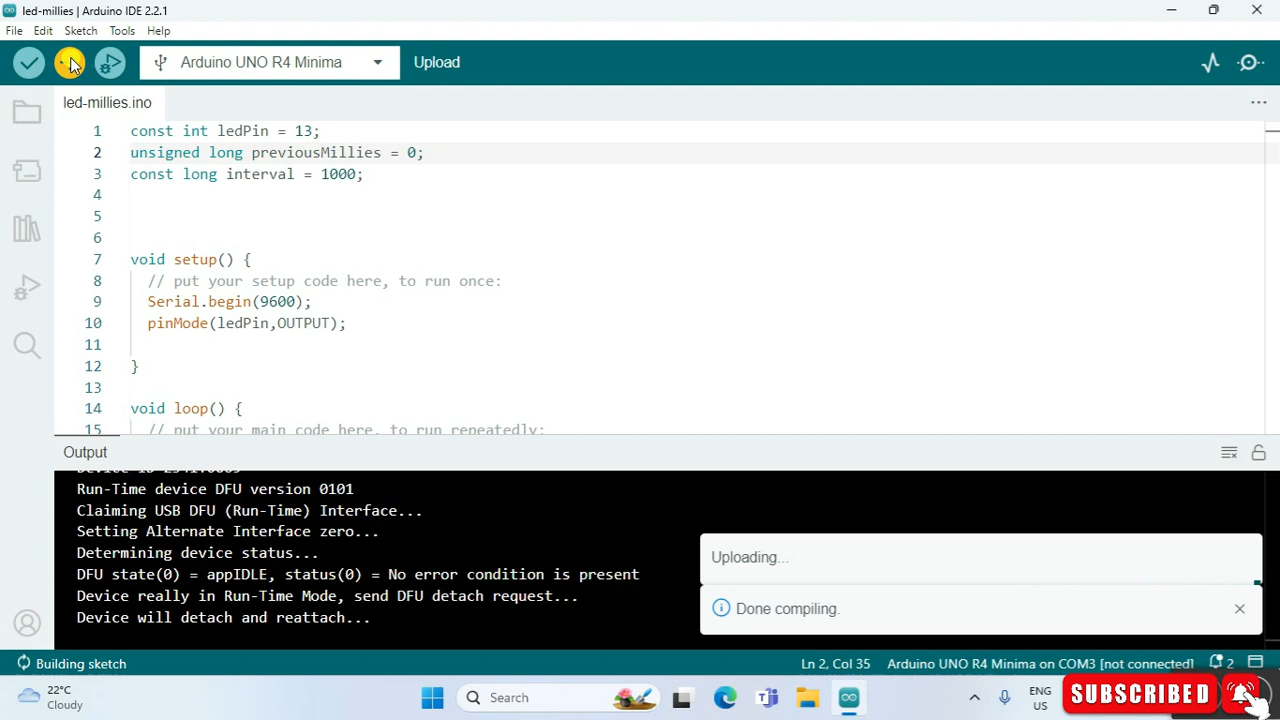 led-millies | Arduino IDE 2.2.1
File Edit Sketch Tools Help
Arduino UNO R4 Minima
Upload
led-millies.ino
1 const int ledPin = 13;
2 unsigned long previousMillies = 0;
3 const long interval = 1000;
4
5
6
7 void setup() {
8 // put your setup code here, to run once:
9 Serial.begin(9600);
10 pinMode(ledPin,OUTPUT);
11
12 }
13
14 void loop() {
15 // put your main code here, to run repeatedly:
Output
Run-Time device DFU version 0101
Claiming USB DFU (Run-Time) Interface...
Setting Alternate Interface zero...
Determining device status...
DFU state(0) = appIDLE, status(0) = No error condition is present
Device really in Run-Time Mode, send DFU detach request...
Device will detach and reattach...
Uploading...
Done compiling.
Building sketch
Ln 2, Col 35 Arduino UNO R4 Minima on COM3 [not connected] 2
22°C
Cloudy
Search
ENG
US
SUBSCRIBED